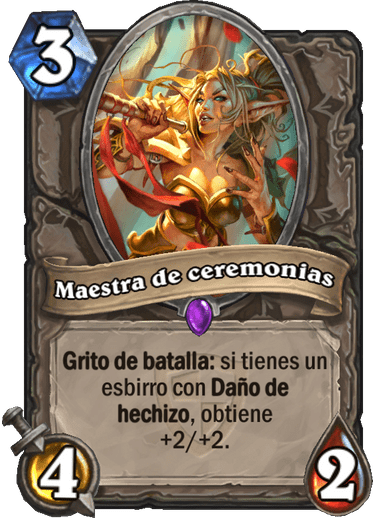 3
Maestra de ceremonias
Grito de batalla: si tienes un
esbirro con Daño de
hechizo, obtiene
+2/+2.
4
2